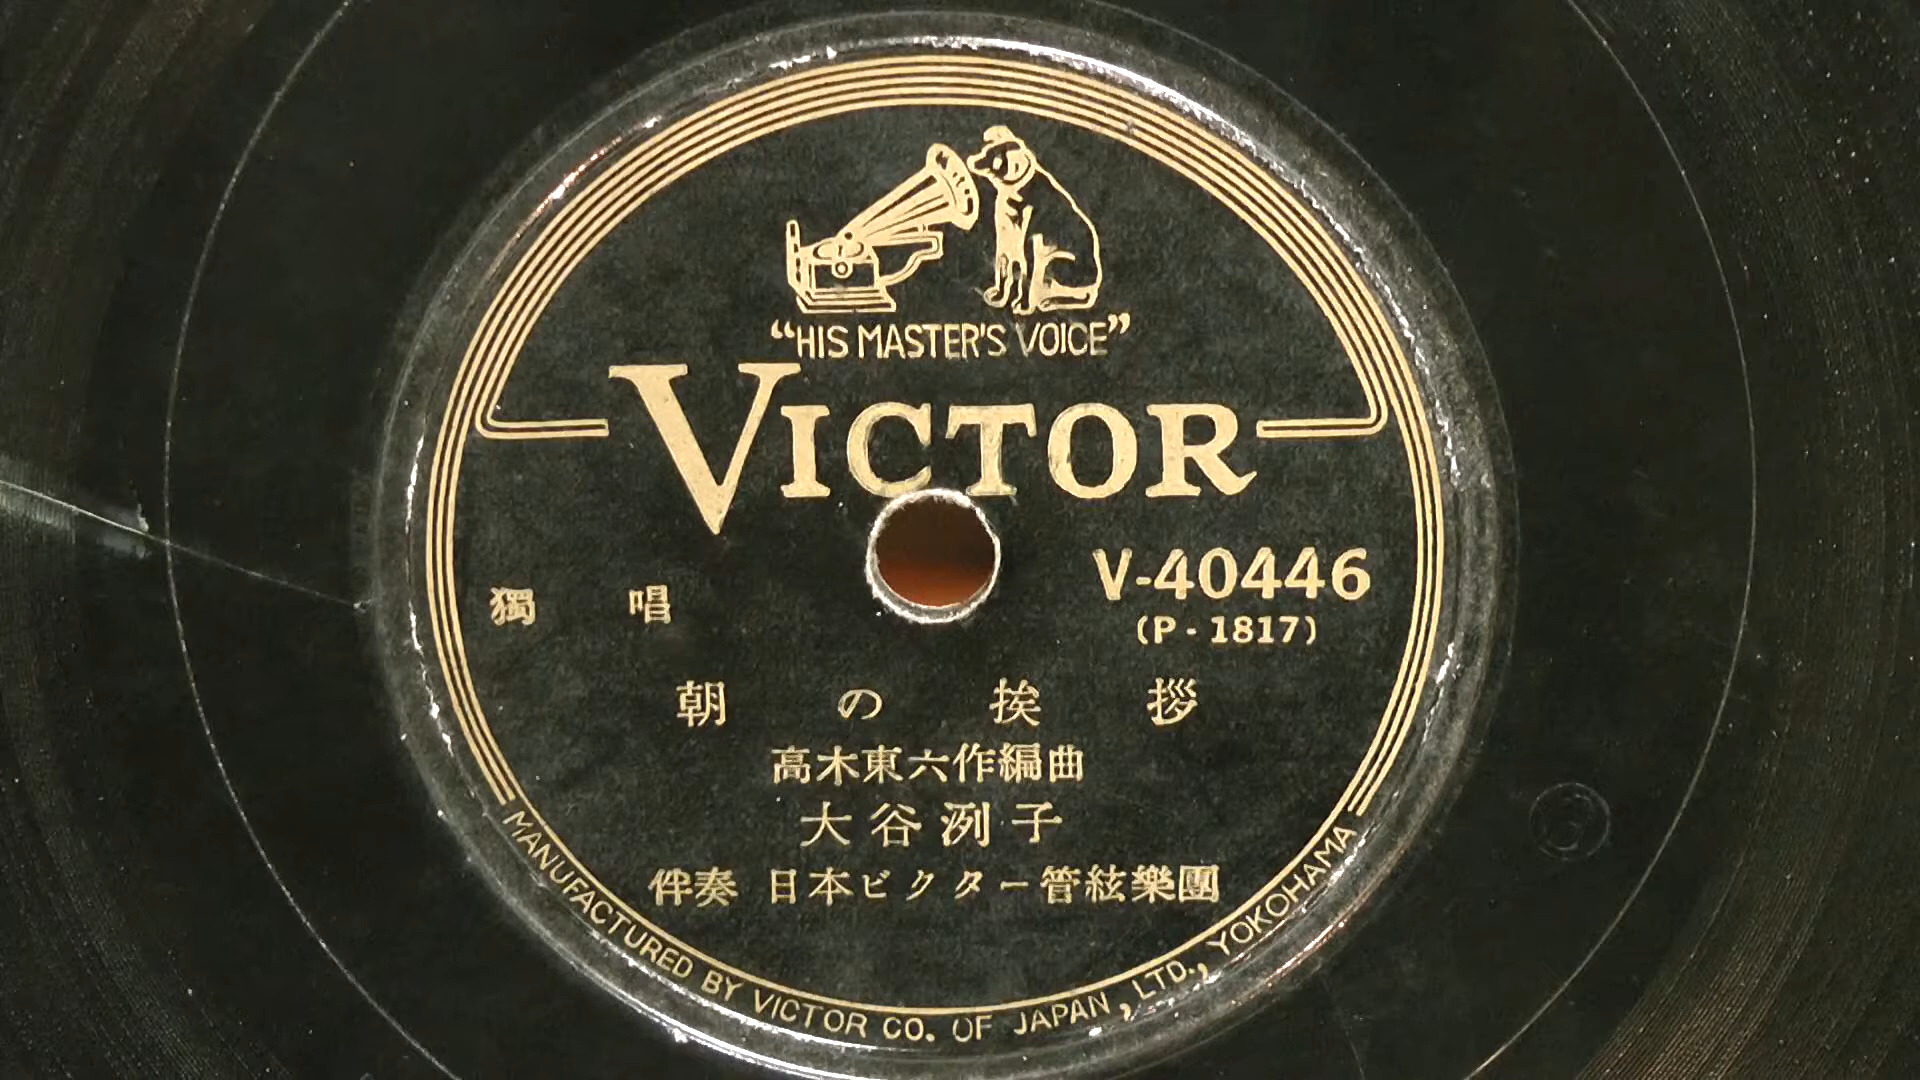 “HIS MASTER'S VOICE”
VICTOR
V-40446
(P-1817)
獨唱
朝の挨拶
高木東六作編曲
大谷洌子
伴奏 日本ビクター管絃樂團
MANUFACTURED BY VICTOR CO. OF JAPAN, LTD., YOKOHAMA